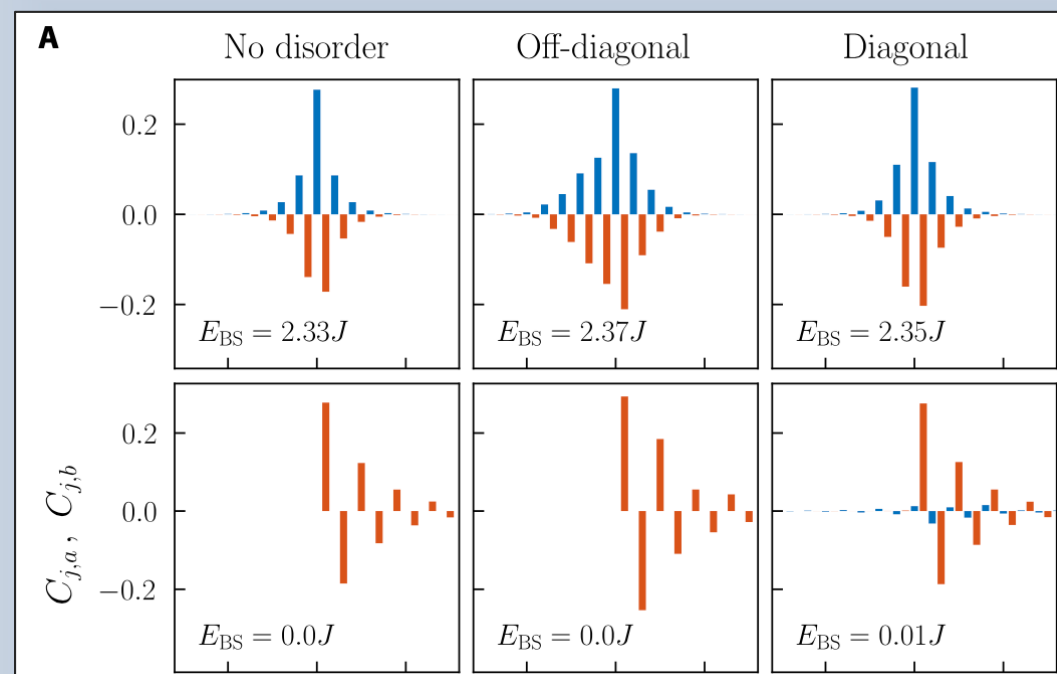 A
No disorder Off-diagonal Diagonal
0.2
0.0
−0.2
E_BS = 2.33J E_BS = 2.37J E_BS = 2.35J
C_{j,a}, C_{j,b}
0.2
0.0
−0.2
E_BS = 0.0J E_BS = 0.0J E_BS = 0.01J